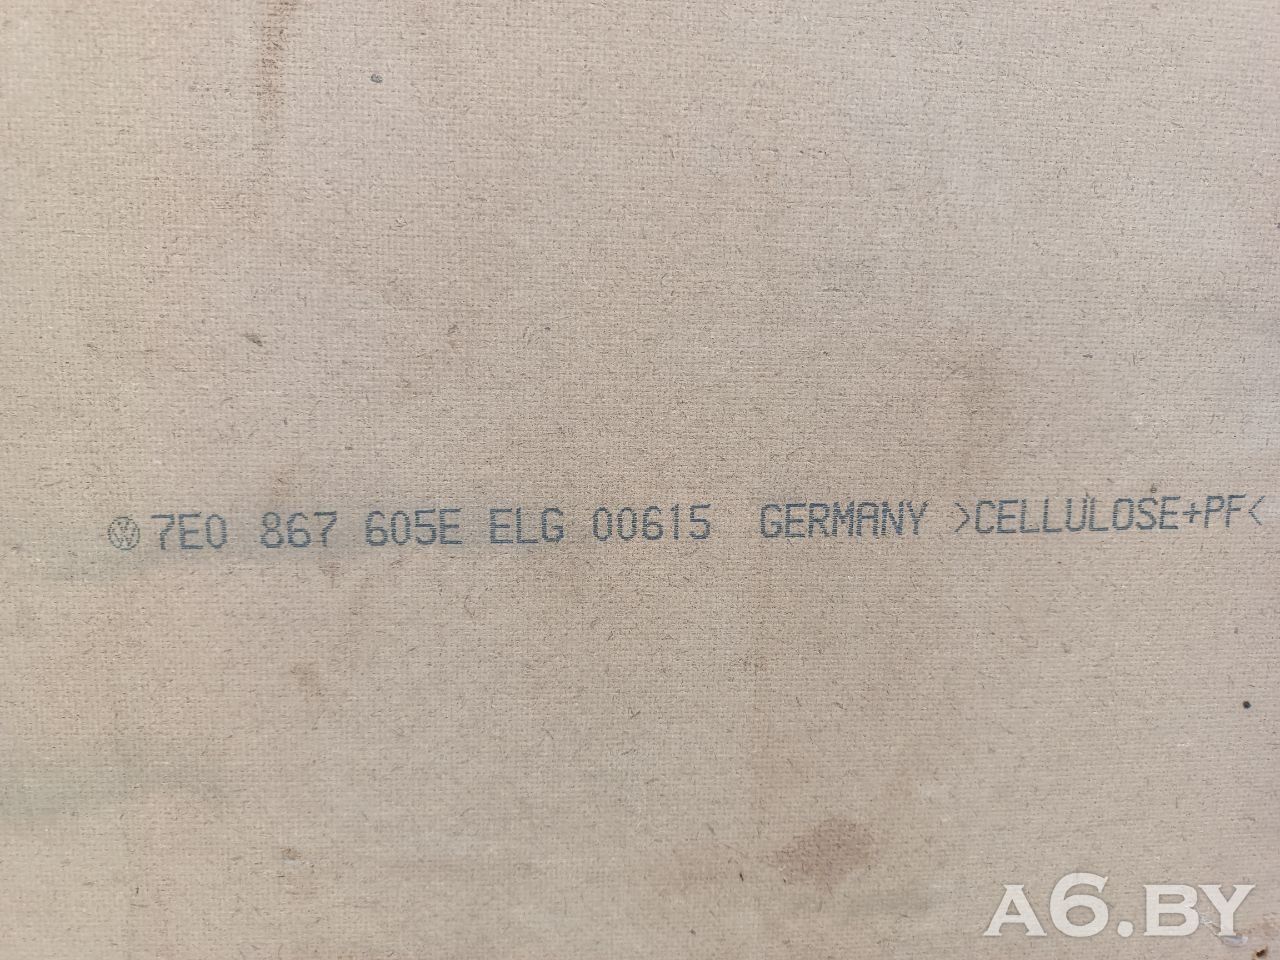 7E0 867 605E ELG 00615 GERMANY >CELLULOSE+PF<
A6.BY